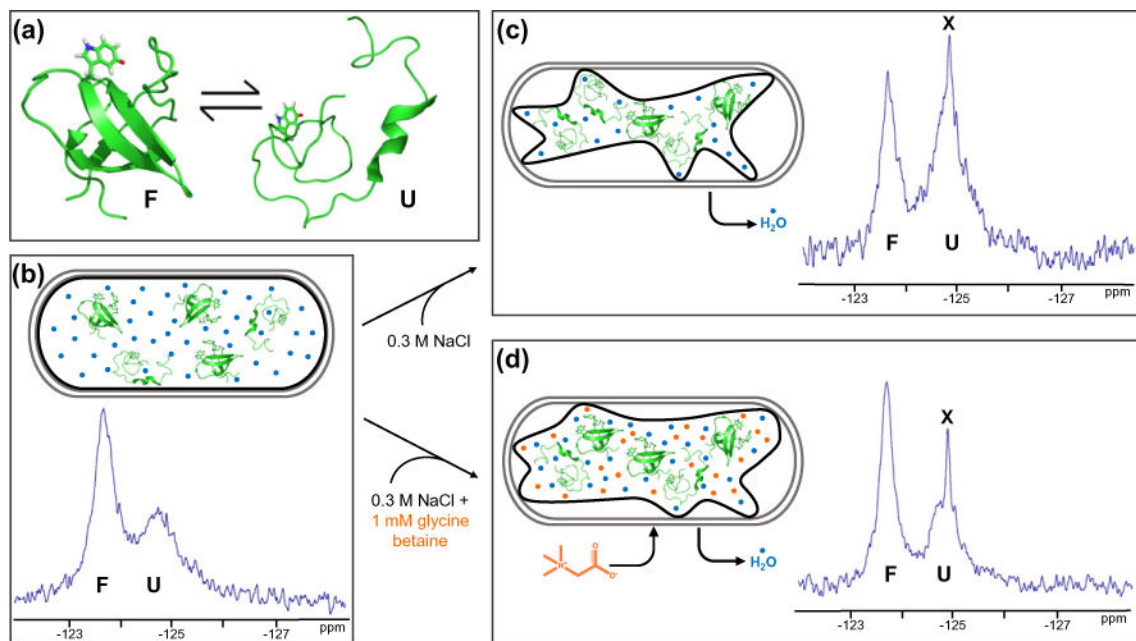 (a)
F
U
(b)
F
U
-123
-125
-127
ppm
0.3 M NaCl
0.3 M NaCl +
1 mM glycine
betaine
(c)
H₂O
X
F
U
-123
-125
-127
ppm
(d)
N⁺
O
O⁻
H₂O
X
F
U
-123
-125
-127
ppm